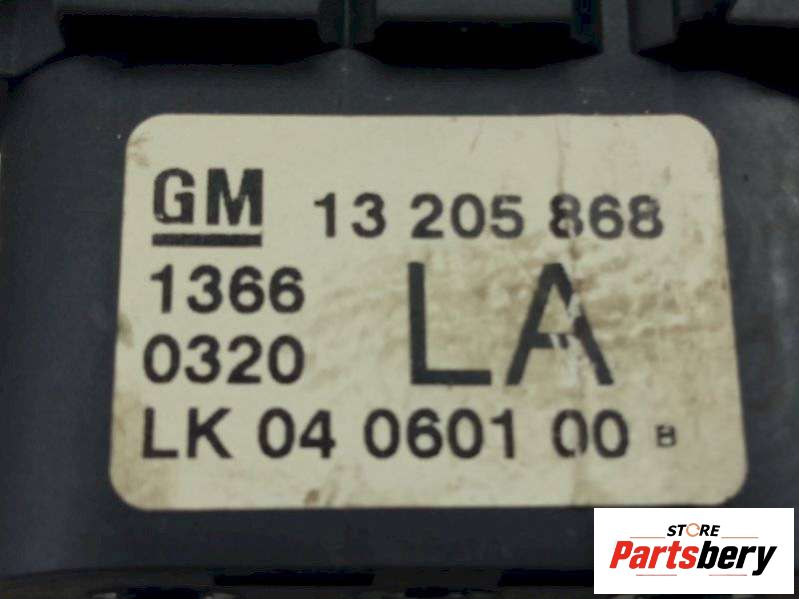 GM 13 205 868
1366
0320 LA
LK 04 0601 00 B
STORE
Partsbery